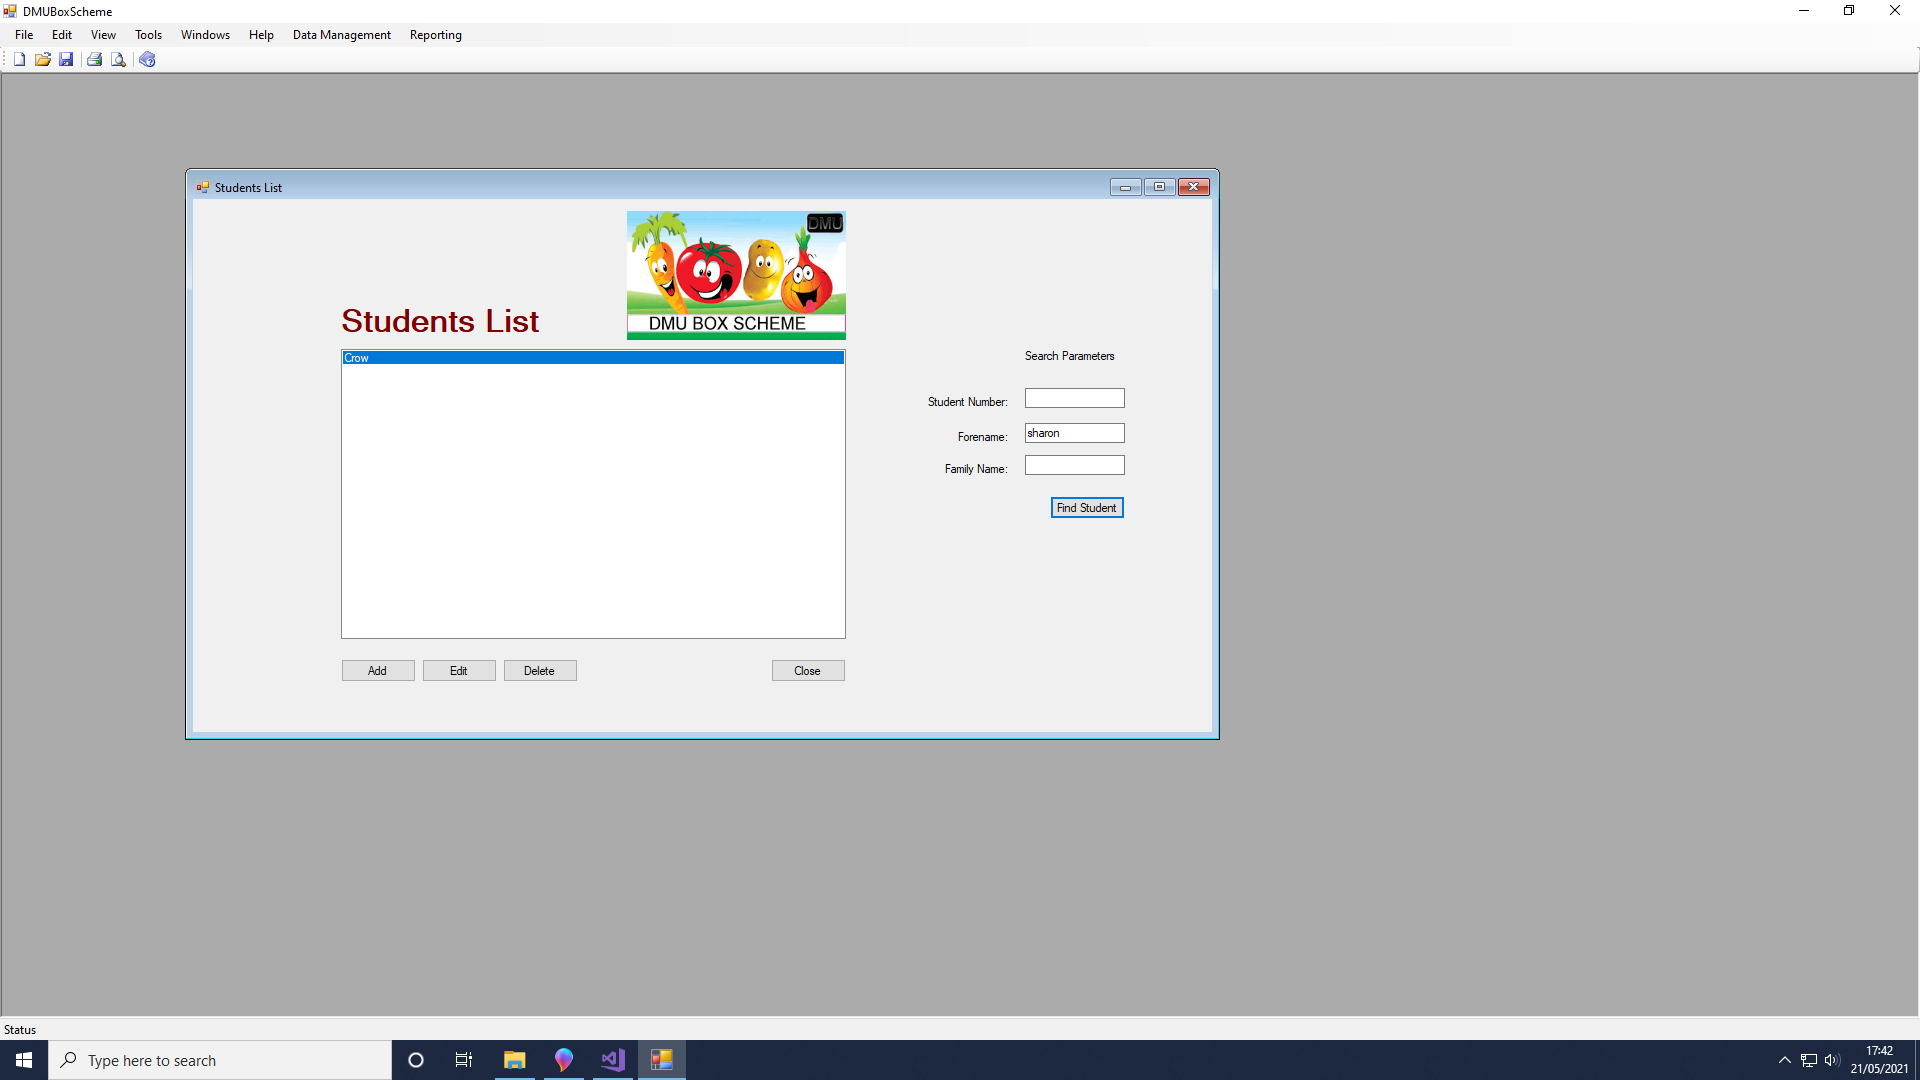 DMUBoxScheme
File Edit View Tools Windows Help Data Management Reporting
Students List
DMU
DMU BOX SCHEME
Students List
Crow
Search Parameters
Student Number:
Forename: sharon
Family Name:
Find Student
Add Edit Delete Close
Status
Type here to search
17:42
21/05/2021